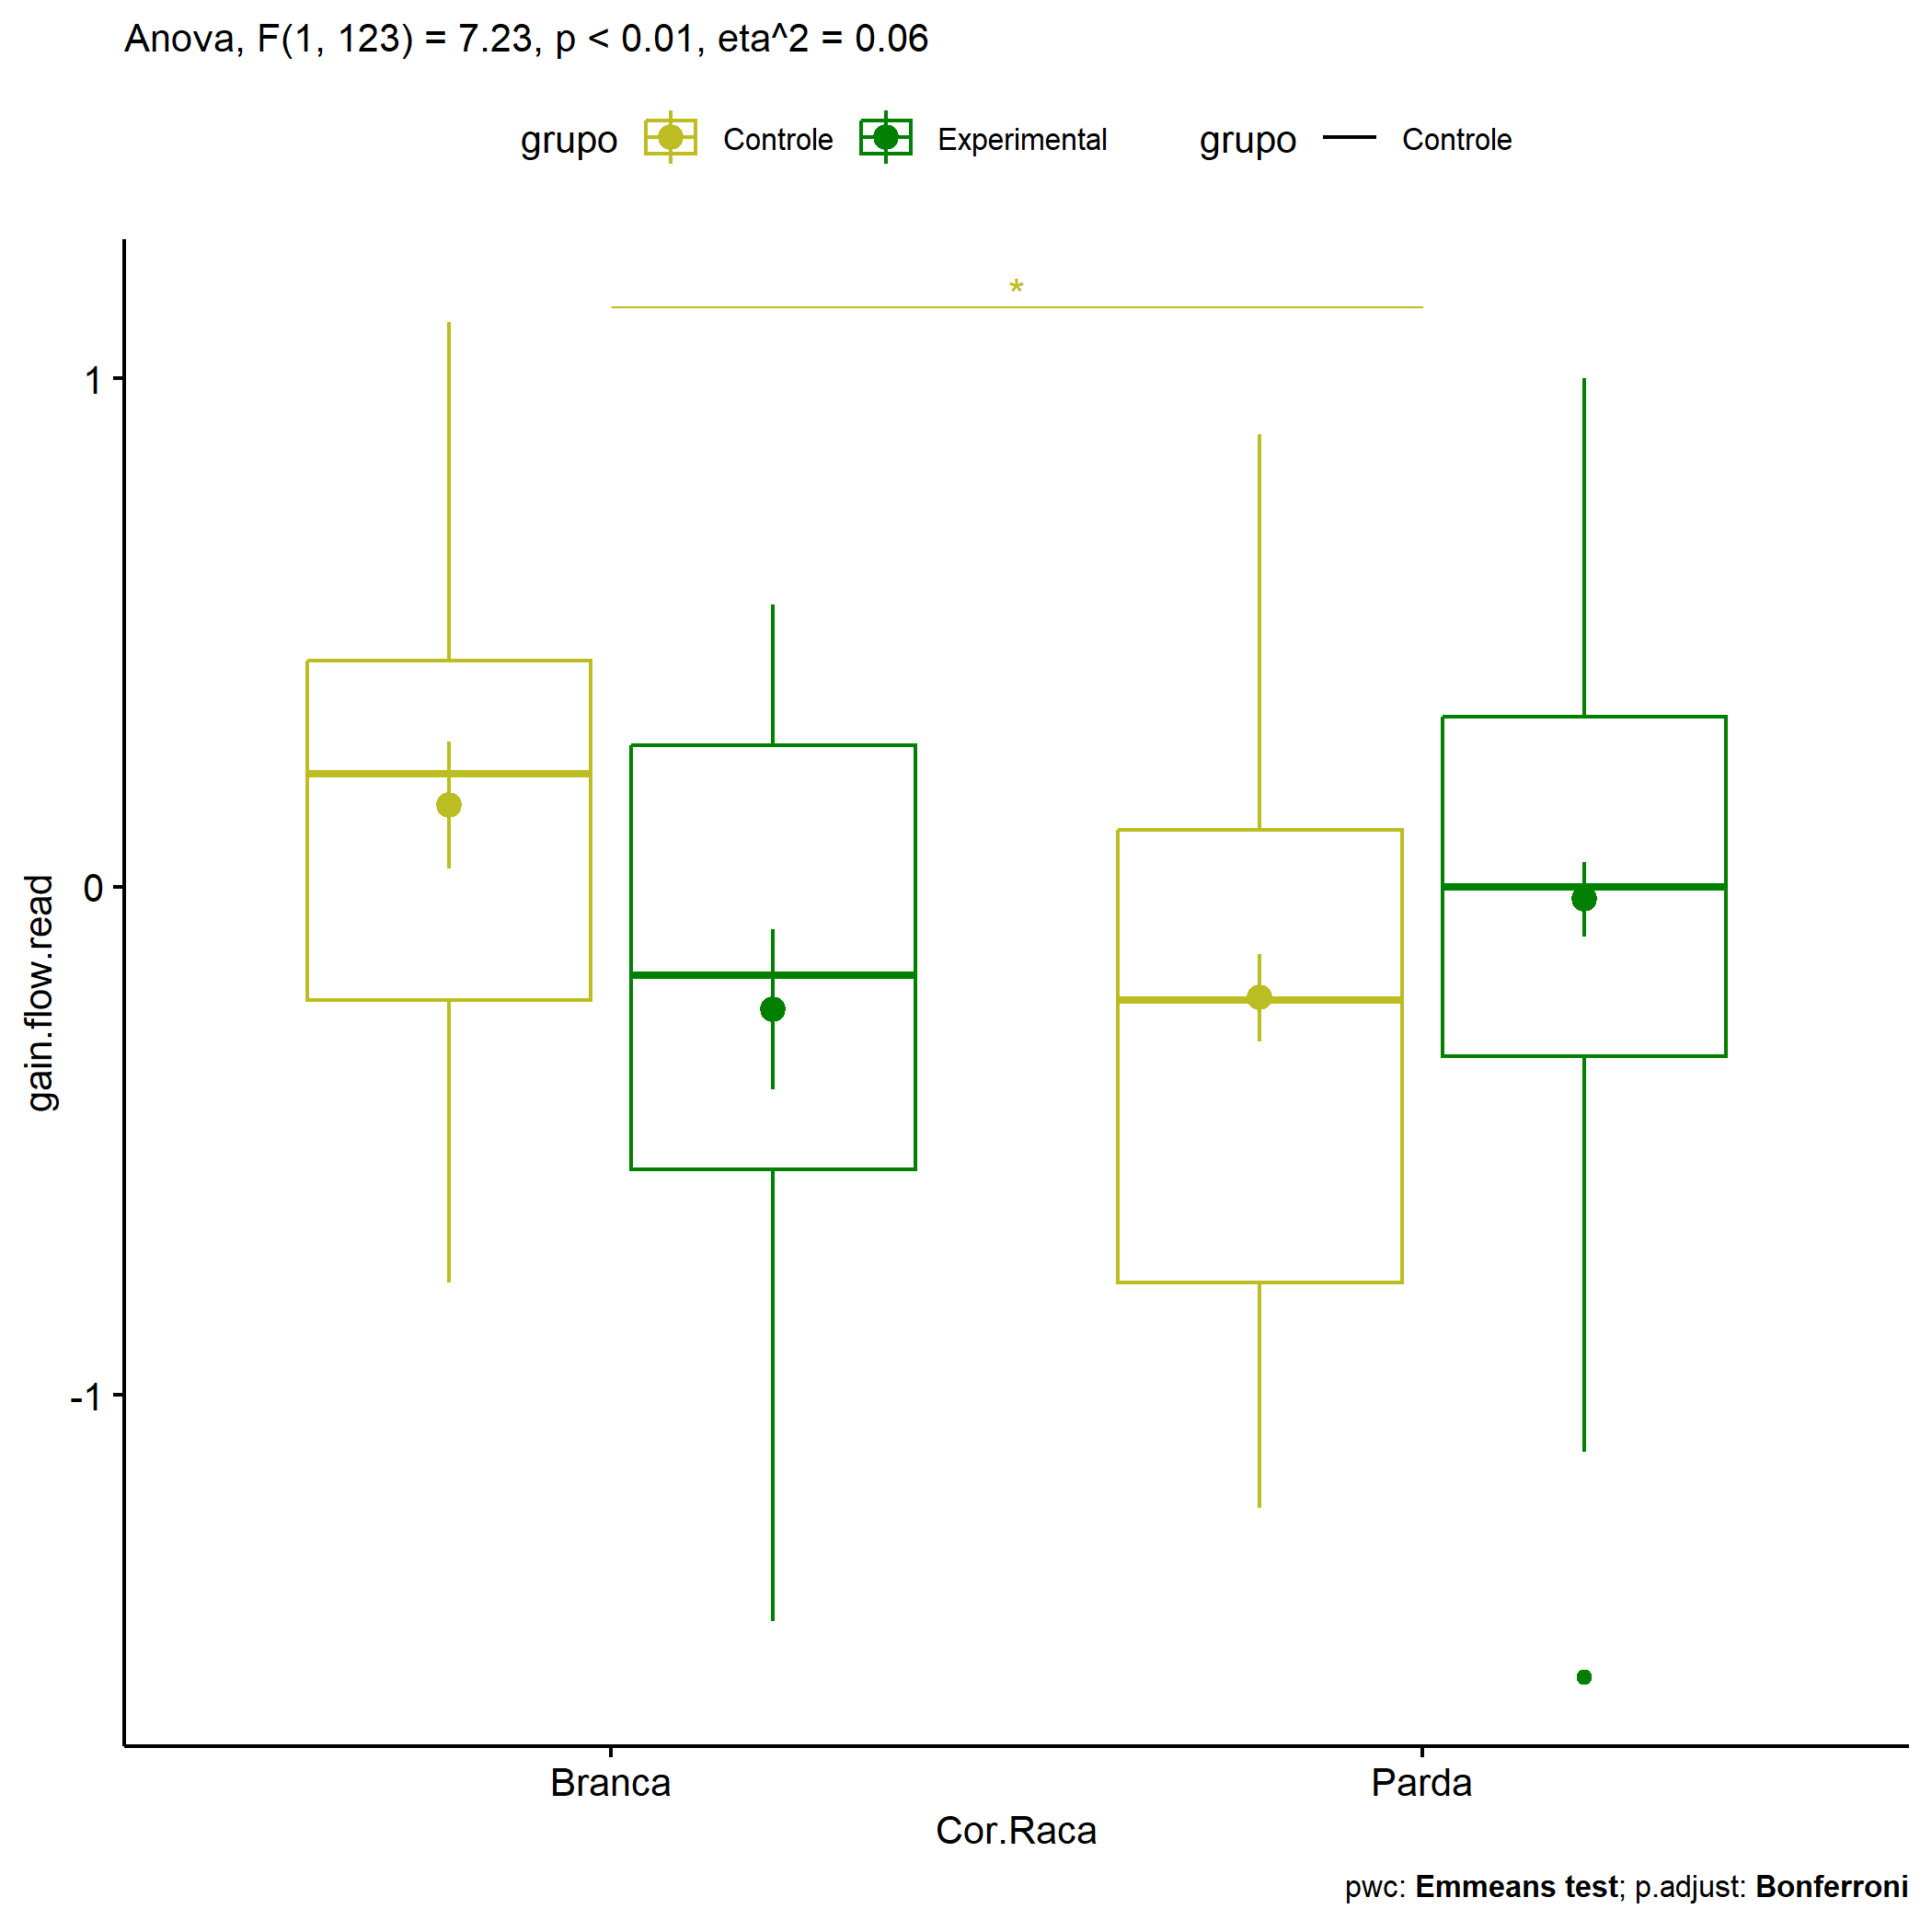 Anova, F(1, 123) = 7.23, p < 0.01, eta^2 = 0.06
grupo Controle Experimental grupo Controle
*
1
0
-1
gain.flow.read
Branca Parda
Cor.Raca
pwc: Emmeans test; p.adjust: Bonferroni